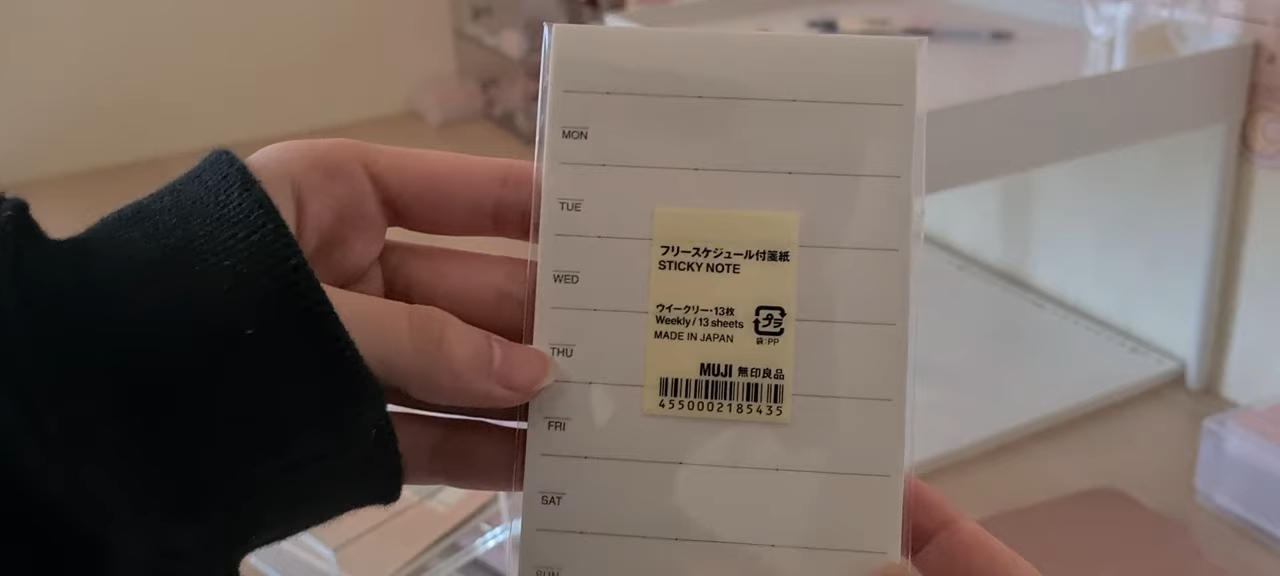 MON
TUE
WED
THU
FRI
SAT
SUN
フリースケジュール付箋紙
STICKY NOTE
ウイークリー・13枚
Weekly / 13 sheets
MADE IN JAPAN
プラ
袋:PP
MUJI 無印良品
4550002185435